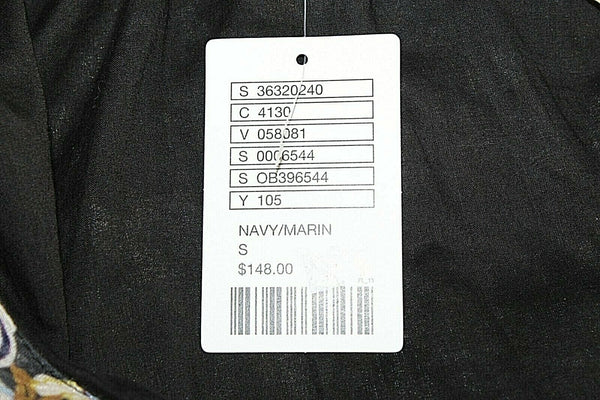 S 36320240
C 4130
V 058081
S 0006544
S OB396544
Y 105
NAVY/MARIN
S
$148.00